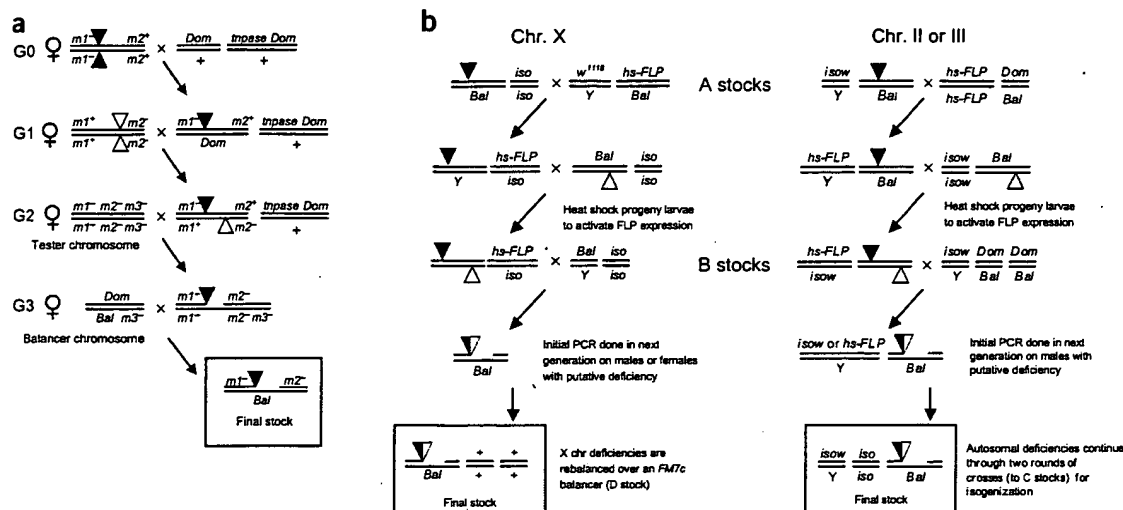 a
G0 ♀ m1⁻ m2⁺ × Dom tnpase Dom
m1⁻ m2⁺ + +
G1 ♀ m1⁺ m2⁻ × m1⁻ m2⁺ tnpase Dom
m1⁺ m2⁻ Dom +
G2 ♀ m1⁻ m2⁻ m3⁻ × m1⁻ m2⁺ tnpase Dom
m1⁻ m2⁻ m3⁻ m1⁺ m2⁻ +
Tester chromosome
G3 ♀ Dom × m1⁻ m2⁻
Bal m3⁻ m1⁻ m2⁻ m3⁻
Balancer chromosome
m1⁻ m2⁻
Bal
Final stock
b
Chr. X
iso × w¹¹¹⁸ hs-FLP
Bal iso Y Bal
hs-FLP × Bal iso
Y iso iso
Heat shock progeny larvae
to activate FLP expression
hs-FLP × Bal iso
iso Y iso
Bal
Initial PCR done in next
generation on males or females
with putative deficiency
+ +
Bal + +
Final stock
X chr deficiencies are
rebalanced over an FM7c
balancer (D stock)
A stocks
B stocks
Chr. II or III
isow × hs-FLP Dom
Y Bal hs-FLP Bal
hs-FLP × isow Bal
Y Bal isow
Heat shock progeny larvae
to activate FLP expression
hs-FLP × isow Dom Dom
isow Y Bal Bal
isow or hs-FLP
Y Bal
Initial PCR done in next
generation on males with
putative deficiency
isow iso
Y iso Bal
Final stock
Autosomal deficiencies continue
through two rounds of
crosses (to C stocks) for
isogenization